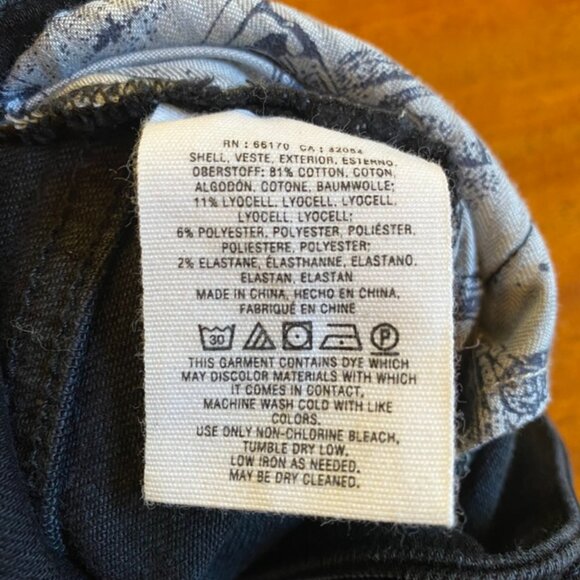 RN : 66170 CA : 32054
SHELL, VESTE, EXTERIOR, ESTERNO,
OBERSTOFF: 81% COTTON, COTON,
ALGODÓN, COTONE, BAUMWOLLE;
11% LYOCELL, LYOCELL, LYOCELL,
LYOCELL, LYOCELL;
6% POLYESTER, POLYESTER, POLIÉSTER,
POLIESTERE, POLYESTER;
2% ELASTANE, ÉLASTHANNE, ELASTANO,
ELASTAN, ELASTAN
MADE IN CHINA, HECHO EN CHINA,
FABRIQUÉ EN CHINE
30 P
THIS GARMENT CONTAINS DYE WHICH
MAY DISCOLOR MATERIALS WITH WHICH
IT COMES IN CONTACT,
MACHINE WASH COLD WITH LIKE
COLORS.
USE ONLY NON-CHLORINE BLEACH,
TUMBLE DRY LOW.
LOW IRON AS NEEDED.
MAY BE DRY CLEANED.